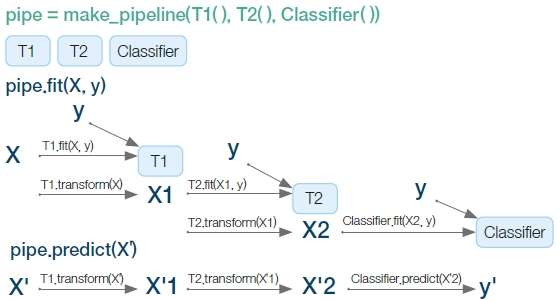 pipe = make_pipeline(T1( ), T2( ), Classifier( ))
T1 T2 Classifier
pipe.fit(X, y)
y
X T1.fit(X, y) T1 y
T1.transform(X) X1 T2.fit(X1, y) T2 y
T2.transform(X1) X2 Classifier.fit(X2, y) Classifier
pipe.predict(X')
X' T1.transform(X') X'1 T2.transform(X'1) X'2 Classifier.predict(X'2) y'